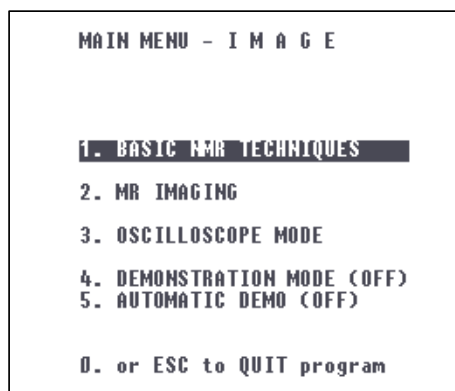 MAIN MENU - I M A G E
1. BASIC NMR TECHNIQUES
2. MR IMAGING
3. OSCILLOSCOPE MODE
4. DEMONSTRATION MODE (OFF)
5. AUTOMATIC DEMO (OFF)
0. or ESC to QUIT program